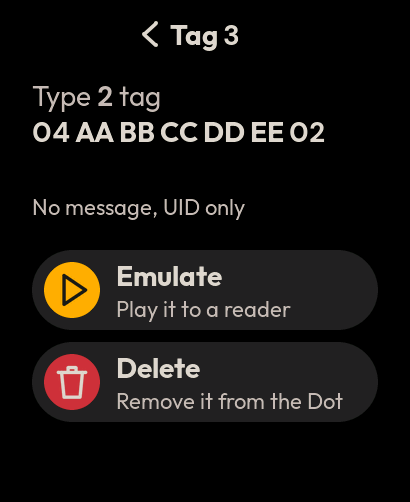 Tag 3
Type 2 tag
04 AA BB CC DD EE 02
No message, UID only
Emulate
Play it to a reader
Delete
Remove it from the Dot